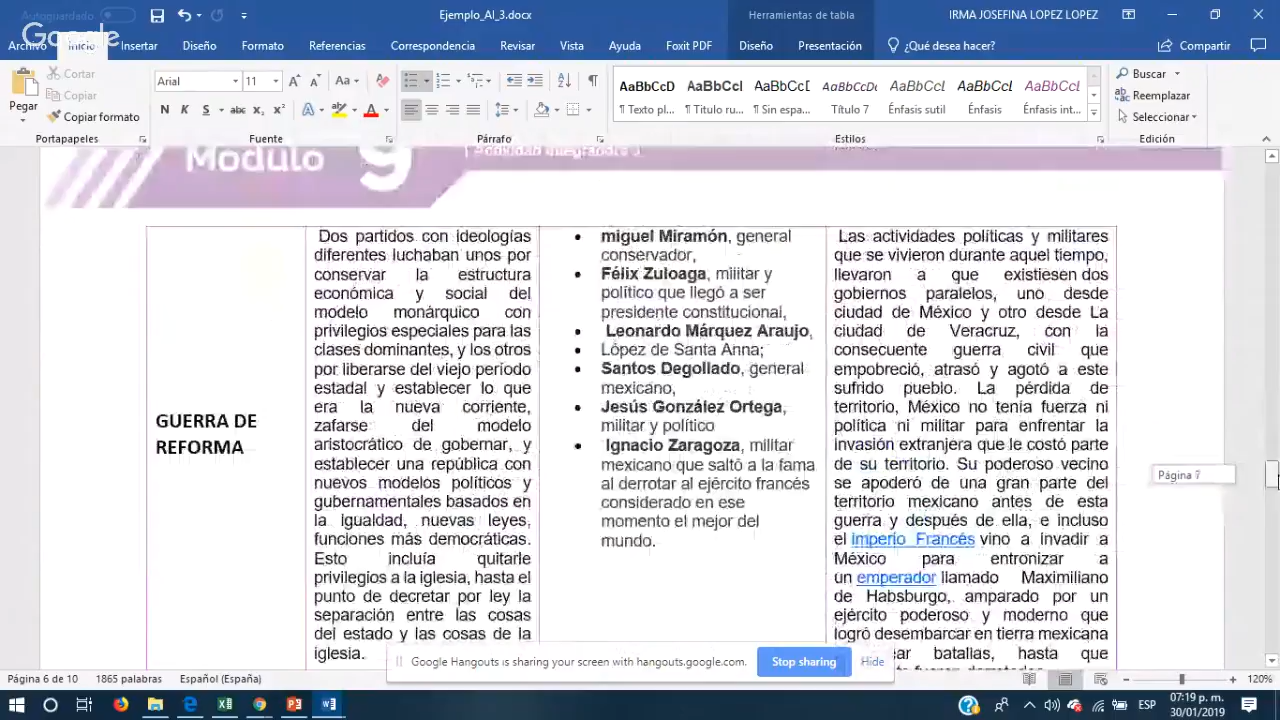 Autoguardado
Ejemplo_AI_3.docx
Herramientas de tabla
IRMA JOSEFINA LOPEZ LOPEZ
Google
Archivo Inicio Insertar Diseño Formato Referencias Correspondencia Revisar Vista Ayuda Foxit PDF Diseño Presentación ¿Qué desea hacer? Compartir
Pegar
Cortar
Copiar
Copiar formato
Portapapeles
Arial 11
N K S abc x₂ x²
Fuente
Párrafo
AaBbCcD AaBbCcI AaBbCcD AaBbCcDc AaBbCcD AaBbCcD AaBbCcD
¶ Texto pl... ¶ Título ru... ¶ Sin espa... ¶ Título 7 Énfasis sutil Énfasis Énfasis int...
Estilos
Buscar
Reemplazar
Seleccionar
Edición
Módulo 9
Actividad integradora 3
GUERRA DE
REFORMA
Dos partidos con ideologías
diferentes luchaban unos por
conservar la estructura
económica y social del
modelo monárquico con
privilegios especiales para las
clases dominantes, y los otros
por liberarse del viejo período
estadal y establecer lo que
era la nueva corriente,
zafarse del modelo
aristocrático de gobernar, y
establecer una república con
nuevos modelos políticos y
gubernamentales basados en
la igualdad, nuevas leyes,
funciones más democráticas.
Esto incluía quitarle
privilegios a la iglesia, hasta el
punto de decretar por ley la
separación entre las cosas
del estado y las cosas de la
iglesia.
• miguel Miramón, general
conservador,
• Félix Zuloaga, militar y
político que llegó a ser
presidente constitucional,
• Leonardo Márquez Araujo,
• López de Santa Anna;
• Santos Degollado, general
mexicano,
• Jesús González Ortega,
militar y político
• Ignacio Zaragoza, militar
mexicano que saltó a la fama
al derrotar al ejército francés
considerado en ese
momento el mejor del
mundo.
Las actividades políticas y militares
que se vivieron durante aquel tiempo,
llevaron a que existiesen dos
gobiernos paralelos, uno desde
ciudad de México y otro desde La
ciudad de Veracruz, con la
consecuente guerra civil que
empobreció, atrasó y agotó a este
sufrido pueblo. La pérdida de
territorio, México no tenía fuerza ni
política ni militar para enfrentar la
invasión extranjera que le costó parte
de su territorio. Su poderoso vecino
se apoderó de una gran parte del
territorio mexicano antes de esta
guerra y después de ella, e incluso
el Imperio Francés vino a invadir a
México para entronizar a
un emperador llamado Maximiliano
de Habsburgo, amparado por un
ejército poderoso y moderno que
logró desembarcar en tierra mexicana
batallas, hasta que
Página 7
Google Hangouts is sharing your screen with hangouts.google.com. Stop sharing Hide
Página 6 de 10 1865 palabras Español (España) 120%
ESP
07:19 p. m.
30/01/2019